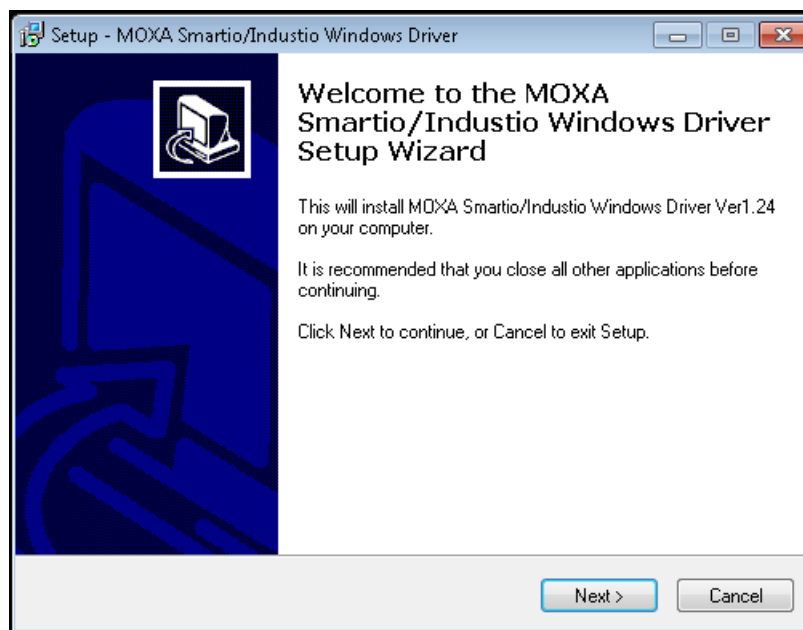 Setup - MOXA Smartio/Industio Windows Driver
Welcome to the MOXA
Smartio/Industio Windows Driver
Setup Wizard
This will install MOXA Smartio/Industio Windows Driver Ver1.24
on your computer.
It is recommended that you close all other applications before
continuing.
Click Next to continue, or Cancel to exit Setup.
Next >
Cancel